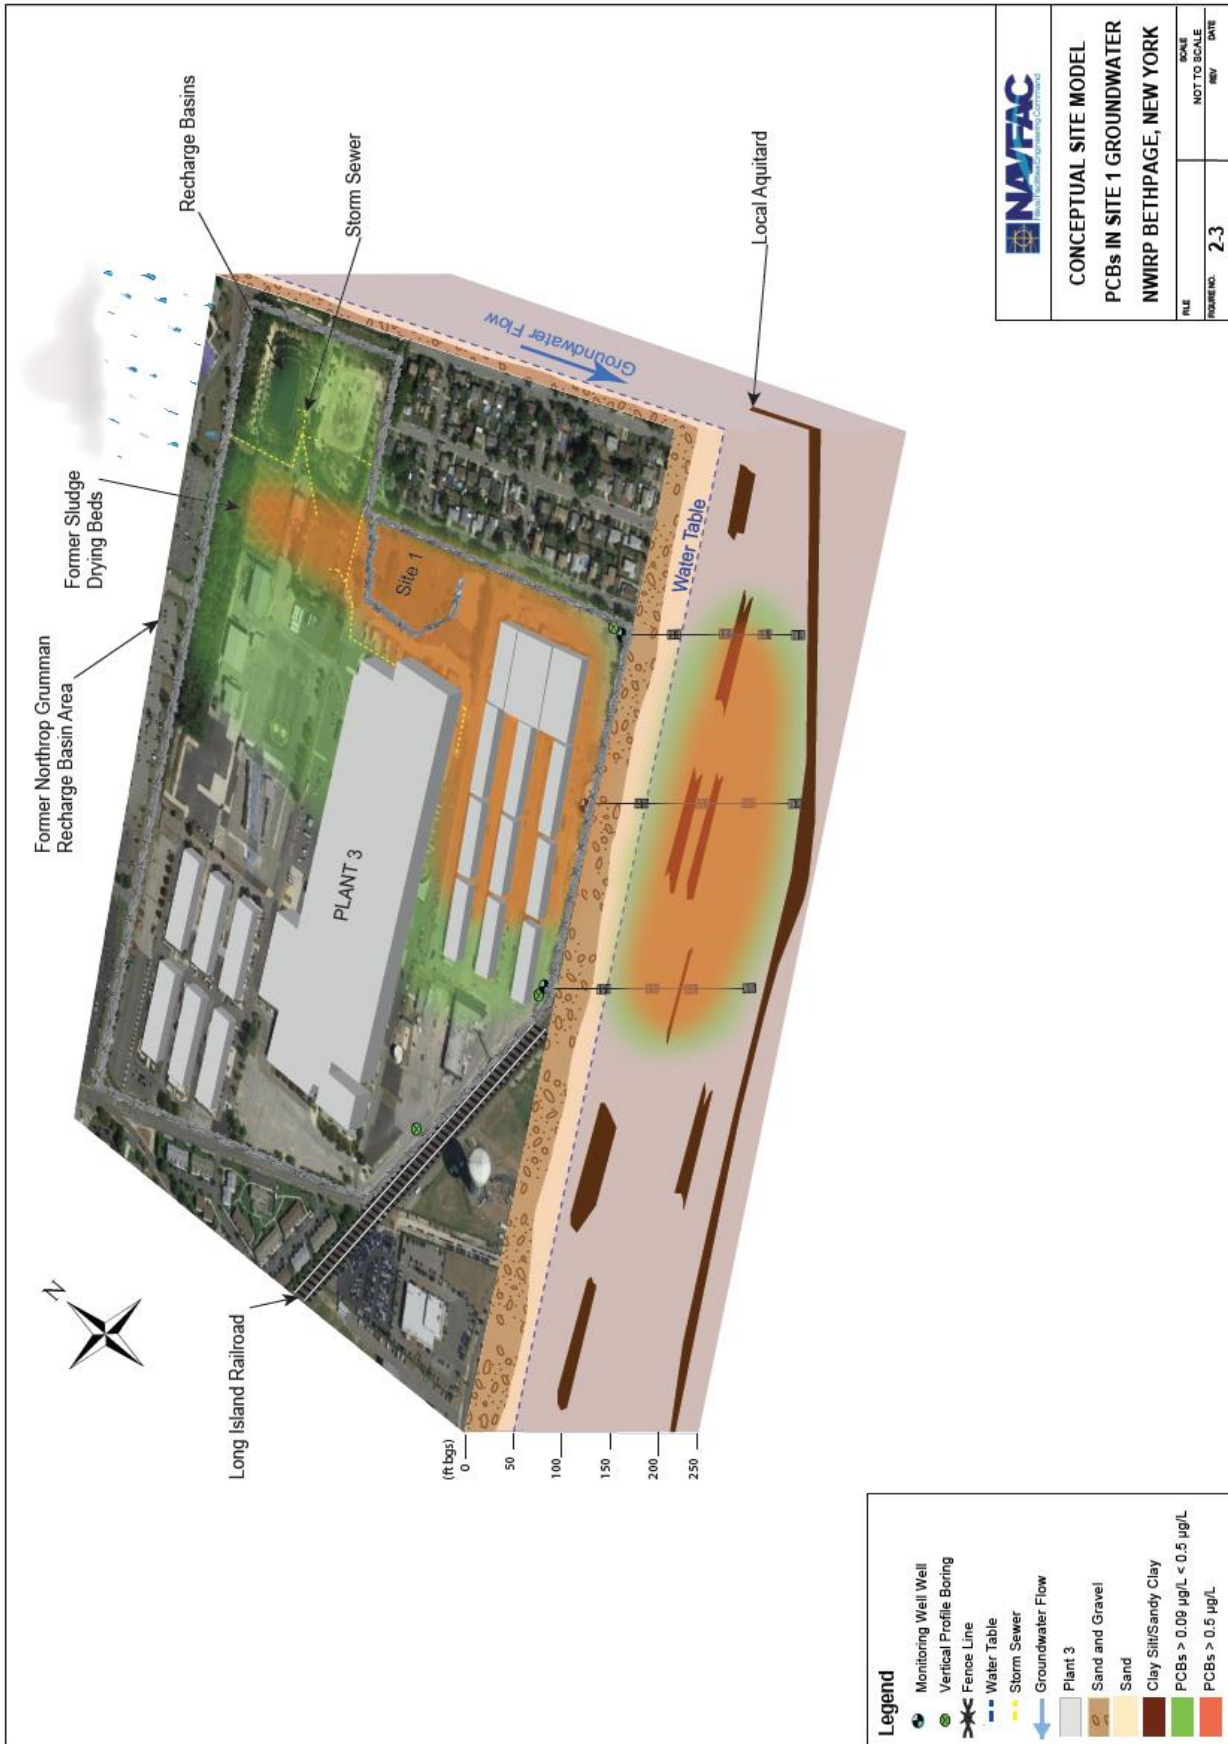 Former Northrop Grumman
Recharge Basin Area
Former Sludge
Drying Beds
Recharge Basins
Storm Sewer
Long Island Railroad
N
PLANT 3
Site 1
Groundwater Flow
Water Table
Local Aquitard
(ft bgs)
0
50
100
150
200
250
Legend
Monitoring Well
Vertical Profile Boring
Fence Line
Water Table
Storm Sewer
Groundwater Flow
Plant 3
Sand and Gravel
Sand
Clay Silt/Sandy Clay
PCBs > 0.09 µg/L < 0.5 µg/L
PCBs > 0.5 µg/L
NAVFAC
Naval Facilities Engineering Command
CONCEPTUAL SITE MODEL
PCBs IN SITE 1 GROUNDWATER
NWIRP BETHPAGE, NEW YORK
FILE
SCALE
NOT TO SCALE
FIGURE NO.
2-3
REV
DATE